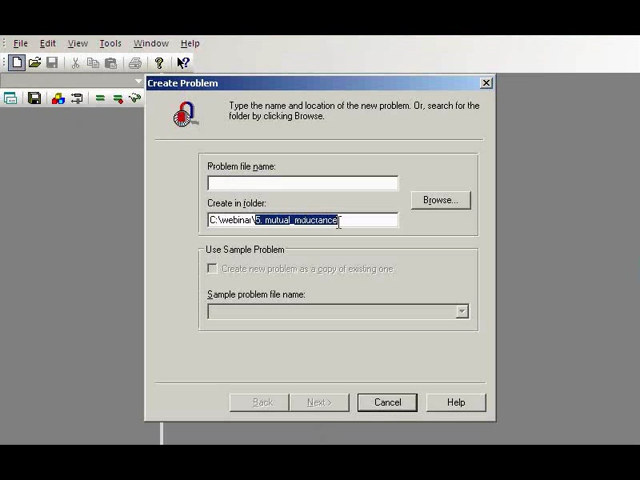 File Edit View Tools Window Help
Create Problem
Type the name and location of the new problem. Or, search for the
folder by clicking Browse.
Problem file name:
Create in folder:
Browse...
C:\webinar\5. mutual_inductance
Use Sample Problem
Create new problem as a copy of existing one
Sample problem file name:
Back Next > Cancel Help